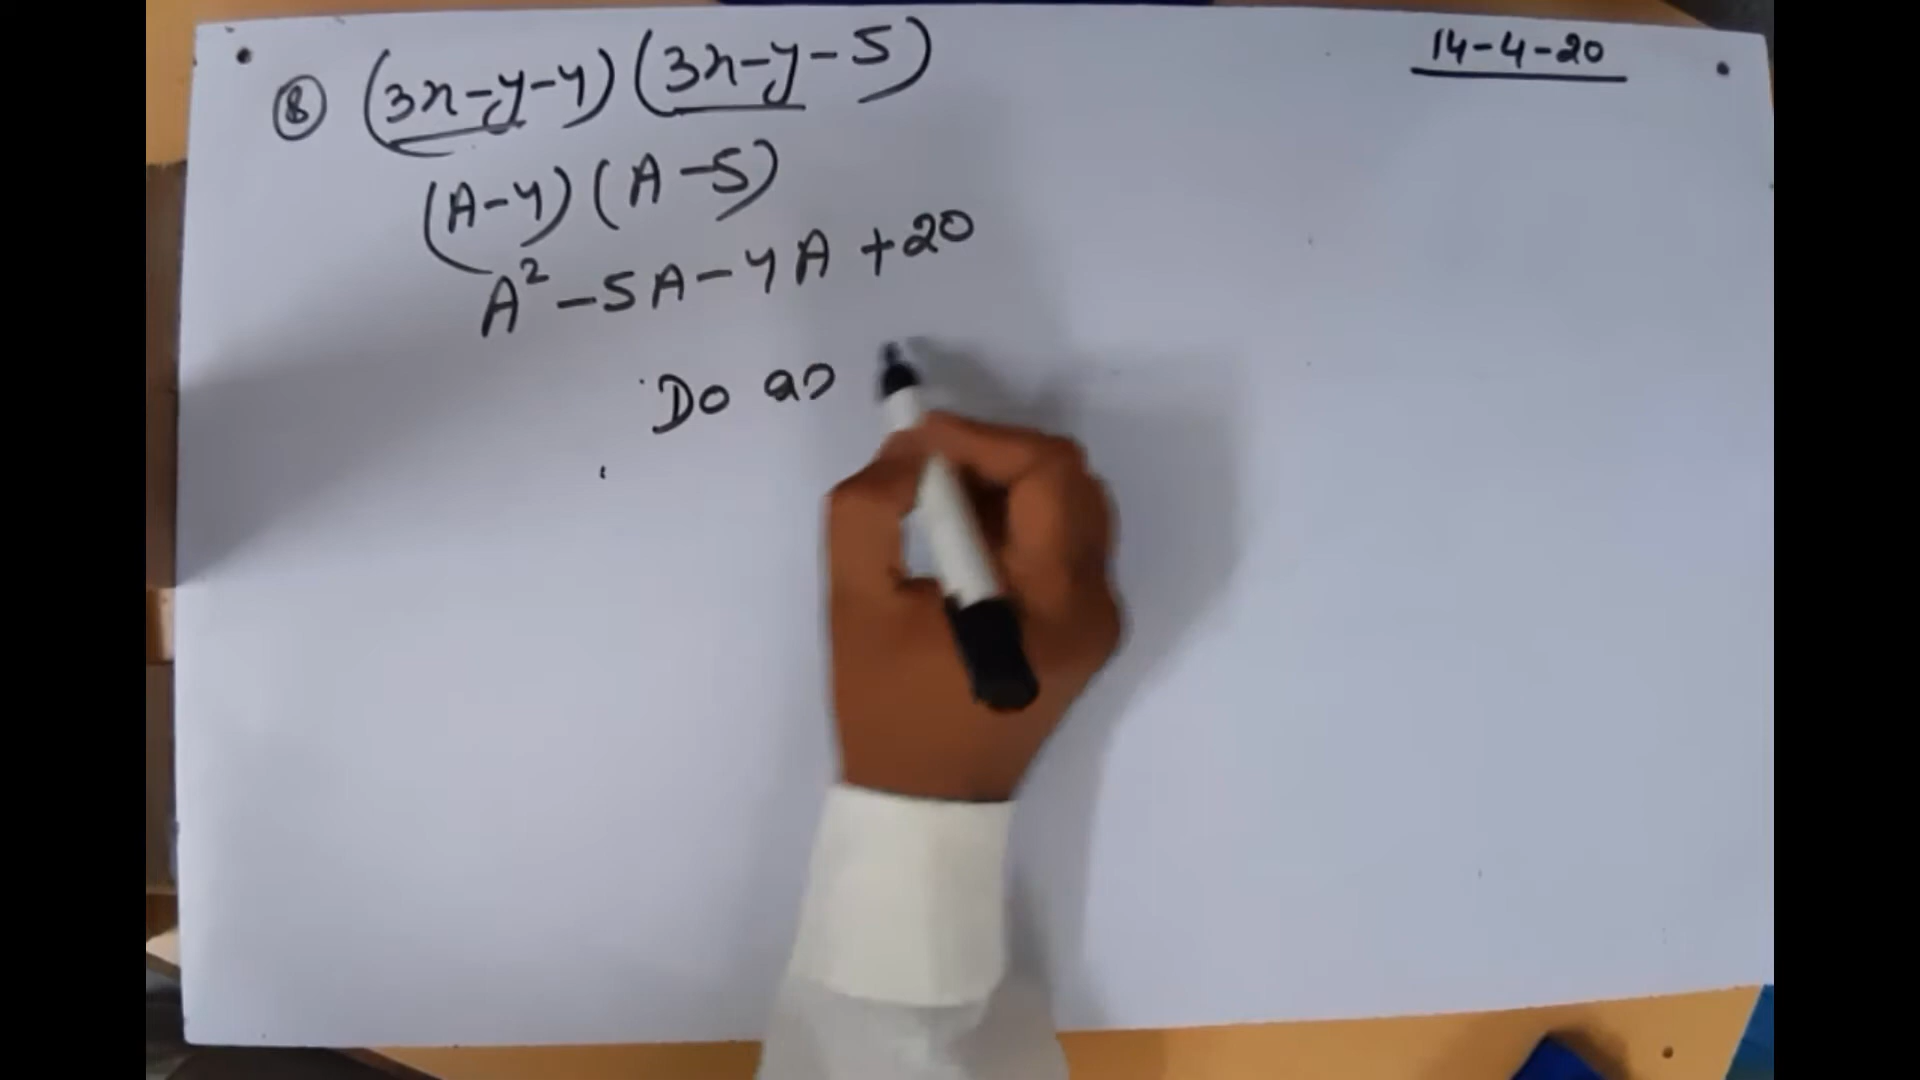 14-4-20
⑧ (3x-y-4)(3x-y-5)
(A-4)(A-5)
A²-5A-4A+20
Do as